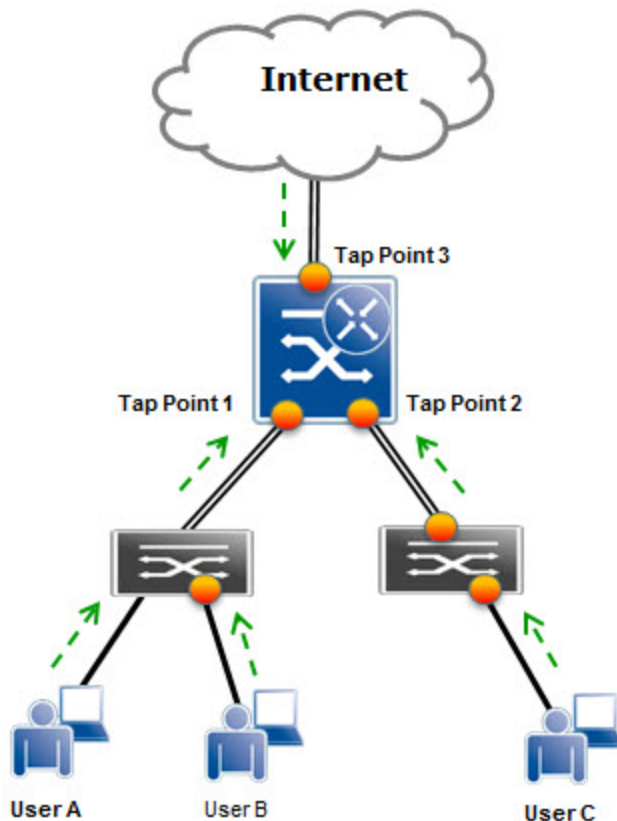 Internet
Tap Point 3
Tap Point 1
Tap Point 2
User A
User B
User C